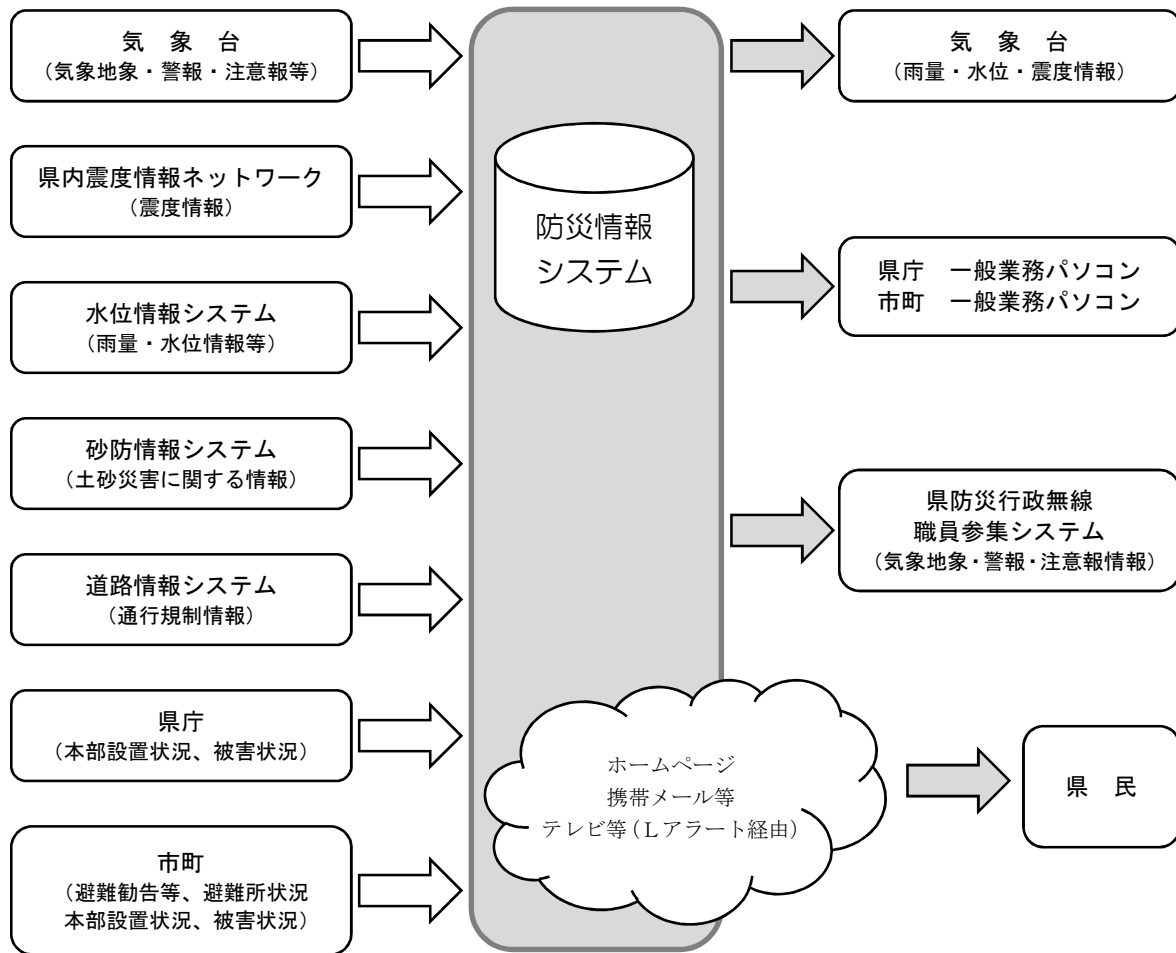 気　象　台
（気象地象・警報・注意報等）
県内震度情報ネットワーク
（震度情報）
水位情報システム
（雨量・水位情報等）
砂防情報システム
（土砂災害に関する情報）
道路情報システム
（通行規制情報）
県庁
（本部設置状況、被害状況）
市町
（避難勧告等、避難所状況
本部設置状況、被害状況）
防災情報
システム
ホームページ
携帯メール等
テレビ等（Ｌアラート経由）
気　象　台
（雨量・水位・震度情報）
県庁　一般業務パソコン
市町　一般業務パソコン
県防災行政無線
職員参集システム
（気象地象・警報・注意報情報）
県　民